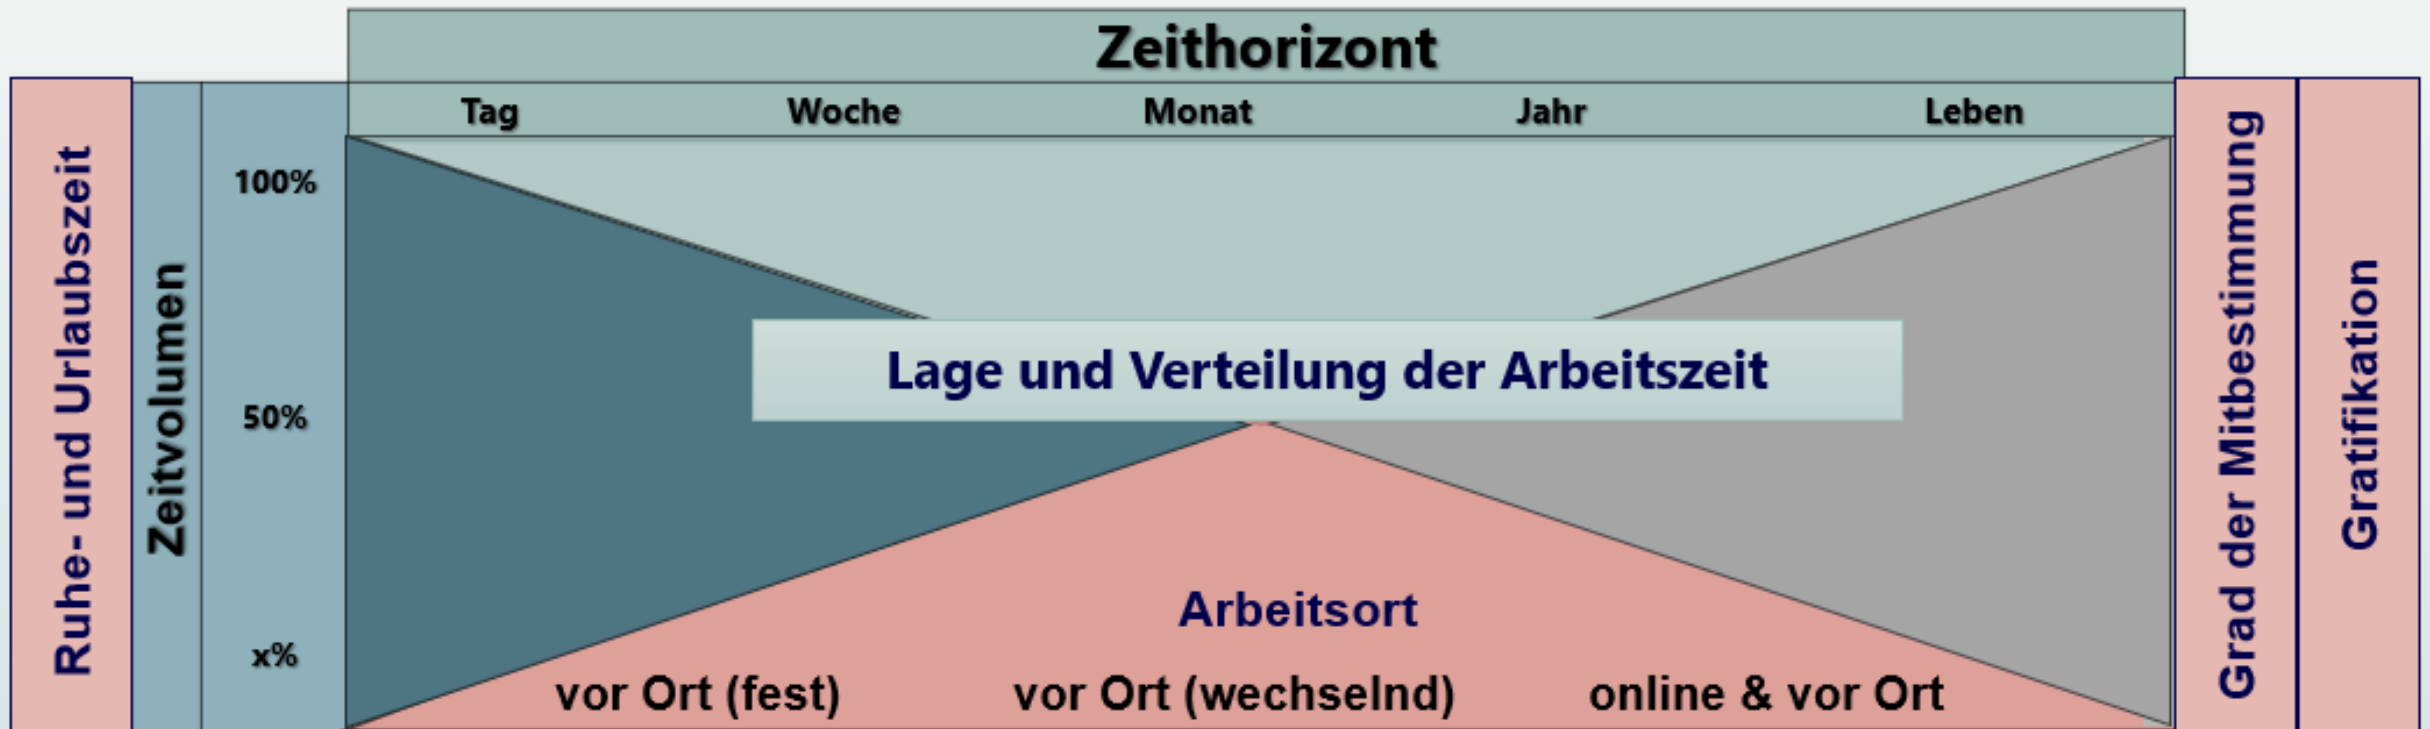 Zeithorizont
Tag Woche Monat Jahr Leben
Ruhe- und Urlaubszeit
Zeitvolumen
100%
50%
x%
Lage und Verteilung der Arbeitszeit
Arbeitsort
vor Ort (fest) vor Ort (wechselnd) online & vor Ort
Grad der Mitbestimmung
Gratifikation